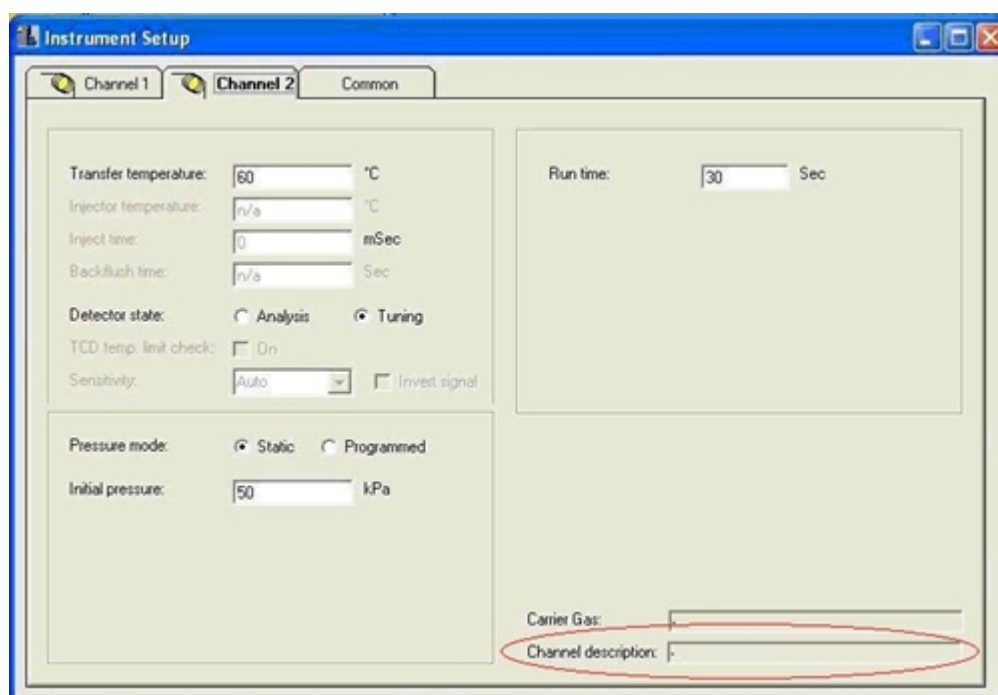 Instrument Setup
Channel 1 Channel 2 Common
Transfer temperature: 60 °C
Injector temperature: n/a °C
Inject time: 0 mSec
Backflush time: n/a Sec
Detector state: Analysis Tuning
TCD temp. limit check: On
Sensitivity: Auto Invert signal
Pressure mode: Static Programmed
Initial pressure: 50 kPa
Run time: 30 Sec
Carrier Gas: -
Channel description: -